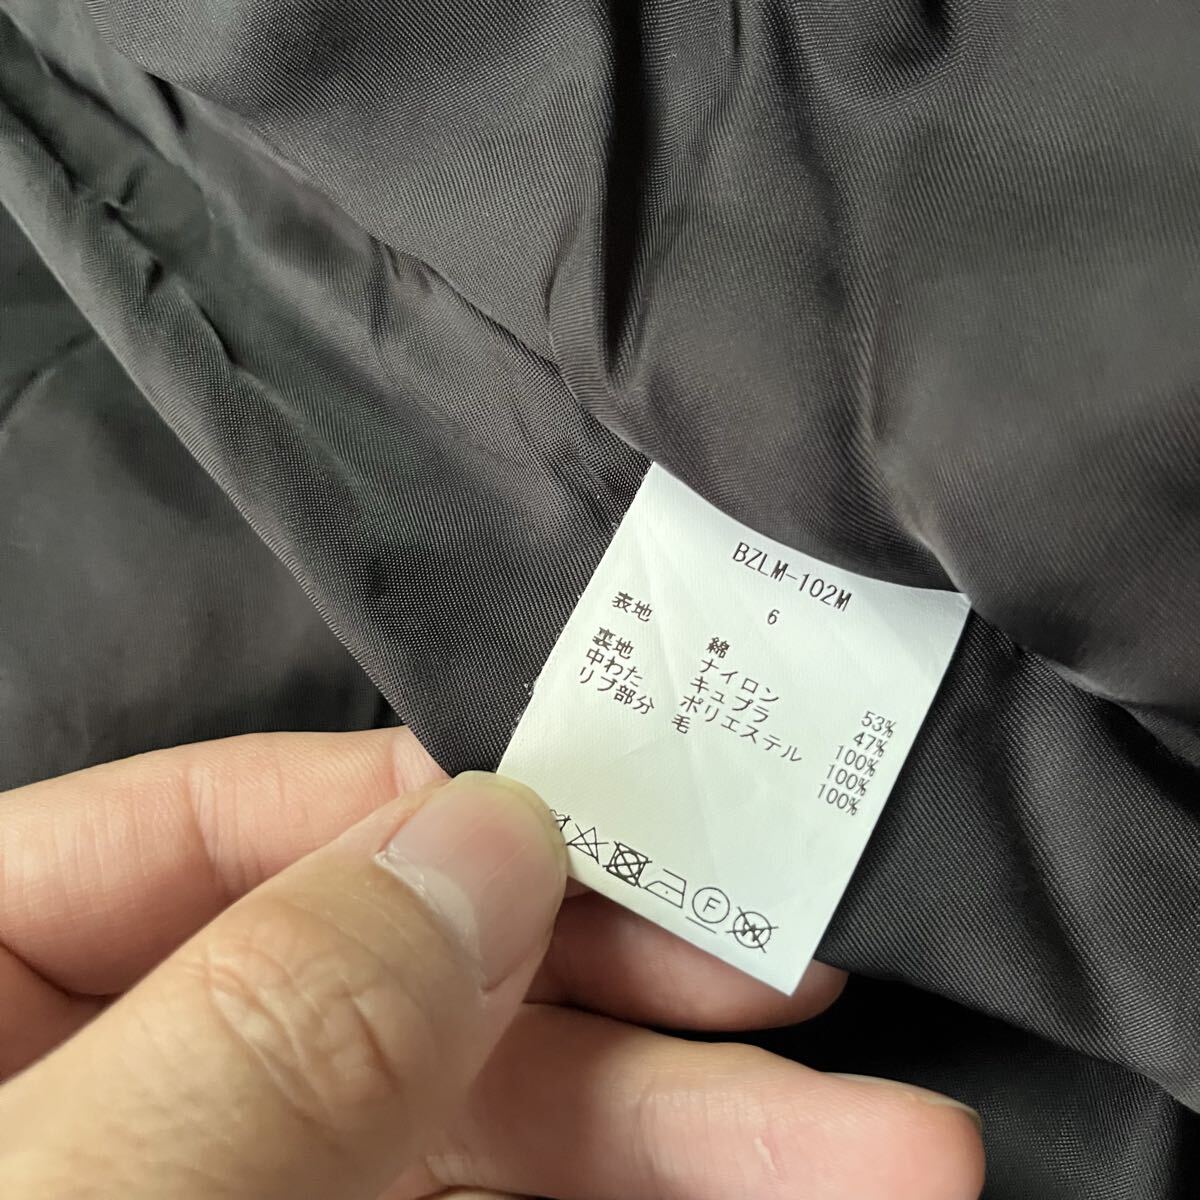 BZLM-102M
6
表地 綿 53%
ナイロン 47%
裏地 キュプラ 100%
中わた ポリエステル 100%
リブ部分 毛 100%
F W